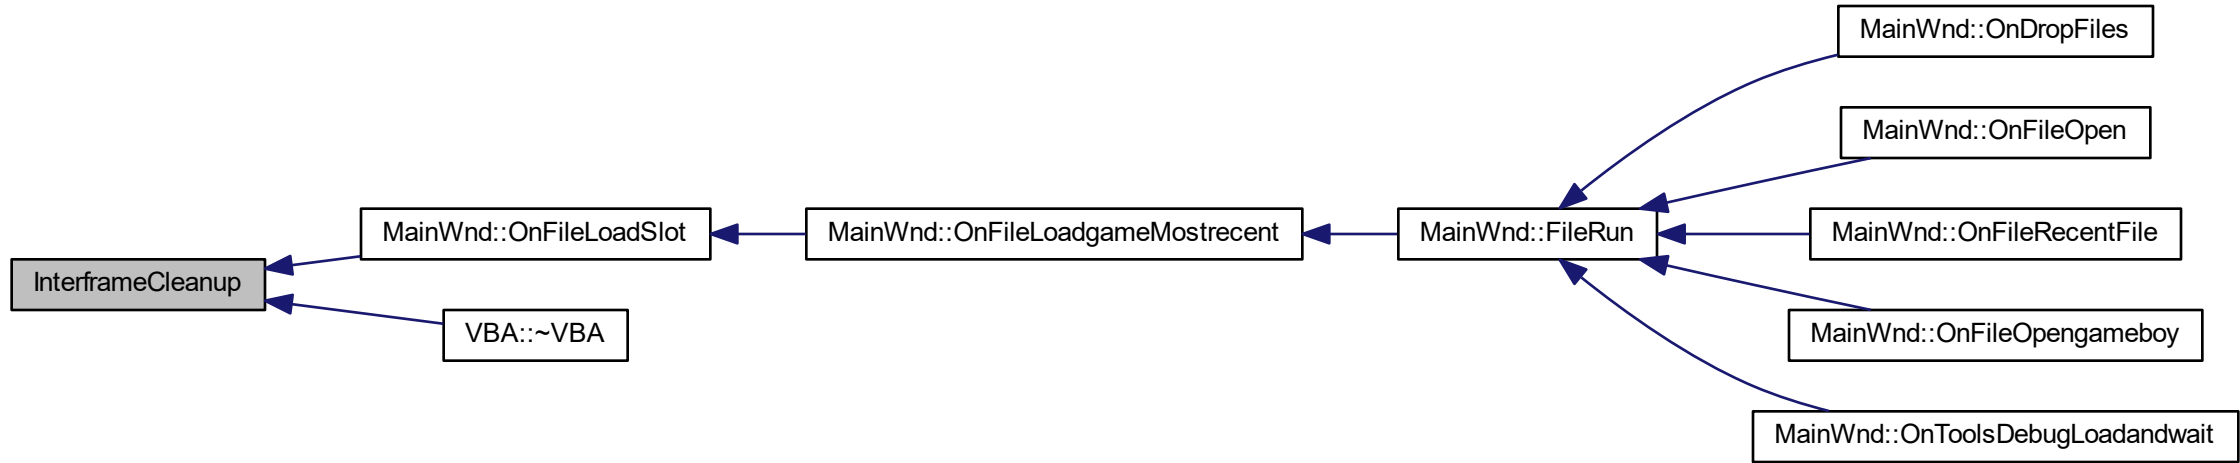 MainWnd::OnDropFiles
MainWnd::OnFileOpen
MainWnd::OnFileLoadSlot
MainWnd::OnFileLoadgameMostrecent
MainWnd::FileRun
MainWnd::OnFileRecentFile
InterframeCleanup
VBA::~VBA
MainWnd::OnFileOpengameboy
MainWnd::OnToolsDebugLoadandwait